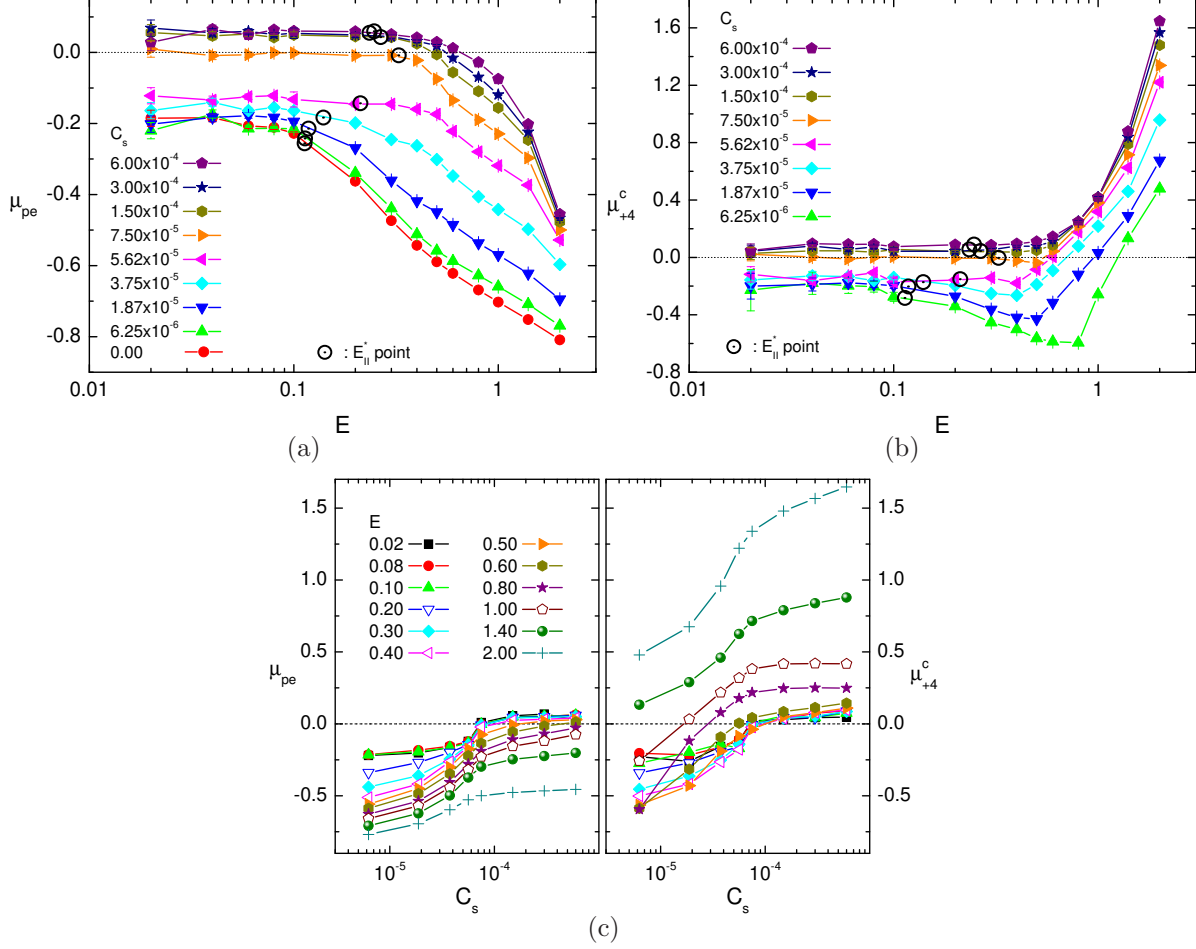 0.0
-0.2
-0.4
-0.6
-0.8
μpe
Cs
6.00x10^-4
3.00x10^-4
1.50x10^-4
7.50x10^-5
5.62x10^-5
3.75x10^-5
1.87x10^-5
6.25x10^-6
0.00
: E*II point
0.01 0.1 1
E
(a)
1.6
1.2
0.8
0.4
0.0
-0.4
-0.8
μ^c+4
Cs
6.00x10^-4
3.00x10^-4
1.50x10^-4
7.50x10^-5
5.62x10^-5
3.75x10^-5
1.87x10^-5
6.25x10^-6
: E*II point
0.01 0.1 1
E
(b)
1.5
1.0
0.5
0.0
-0.5
μpe
E
0.02 0.50
0.08 0.60
0.10 0.80
0.20 1.00
0.30 1.40
0.40 2.00
10^-5 10^-4
Cs
1.5
1.0
0.5
0.0
-0.5
μ^c+4
10^-5 10^-4
Cs
(c)